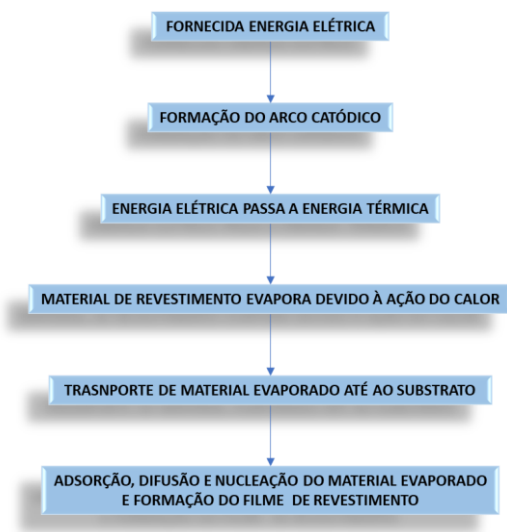 FORNECIDA ENERGIA ELÉTRICA
FORMAÇÃO DO ARCO CATÓDICO
ENERGIA ELÉTRICA PASSA A ENERGIA TÉRMICA
MATERIAL DE REVESTIMENTO EVAPORA DEVIDO À AÇÃO DO CALOR
TRASNPORTE DE MATERIAL EVAPORADO ATÉ AO SUBSTRATO
ADSORÇÃO, DIFUSÃO E NUCLEAÇÃO DO MATERIAL EVAPORADO
E FORMAÇÃO DO FILME DE REVESTIMENTO